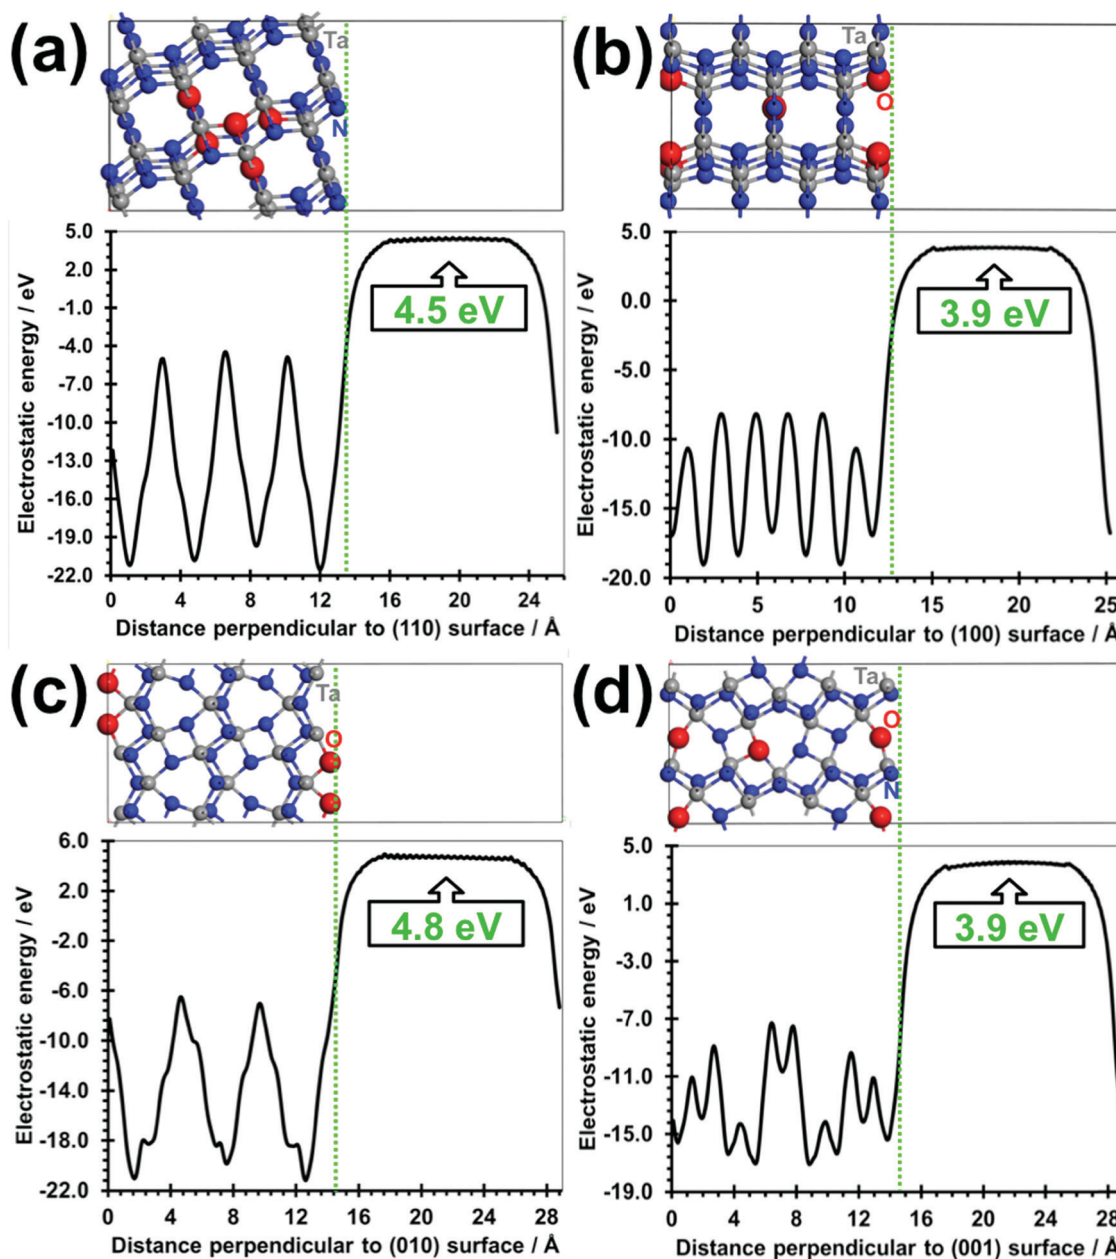 (a)
Ta
N
5.0
2.0
-1.0
-4.0
-7.0
-10.0
-13.0
-16.0
-19.0
-22.0
Electrostatic energy / eV
4.5 eV
0 4 8 12 16 20 24
Distance perpendicular to (110) surface / Å
(b)
Ta
O
5.0
0.0
-5.0
-10.0
-15.0
-20.0
Electrostatic energy / eV
3.9 eV
0 5 10 15 20 25
Distance perpendicular to (100) surface / Å
(c)
Ta
O
6.0
2.0
-2.0
-6.0
-10.0
-14.0
-18.0
-22.0
Electrostatic energy / eV
4.8 eV
0 4 8 12 16 20 24 28
Distance perpendicular to (010) surface / Å
(d)
Ta
O
N
5.0
1.0
-3.0
-7.0
-11.0
-15.0
-19.0
Electrostatic energy / eV
3.9 eV
0 4 8 12 16 20 24 28
Distance perpendicular to (001) surface / Å